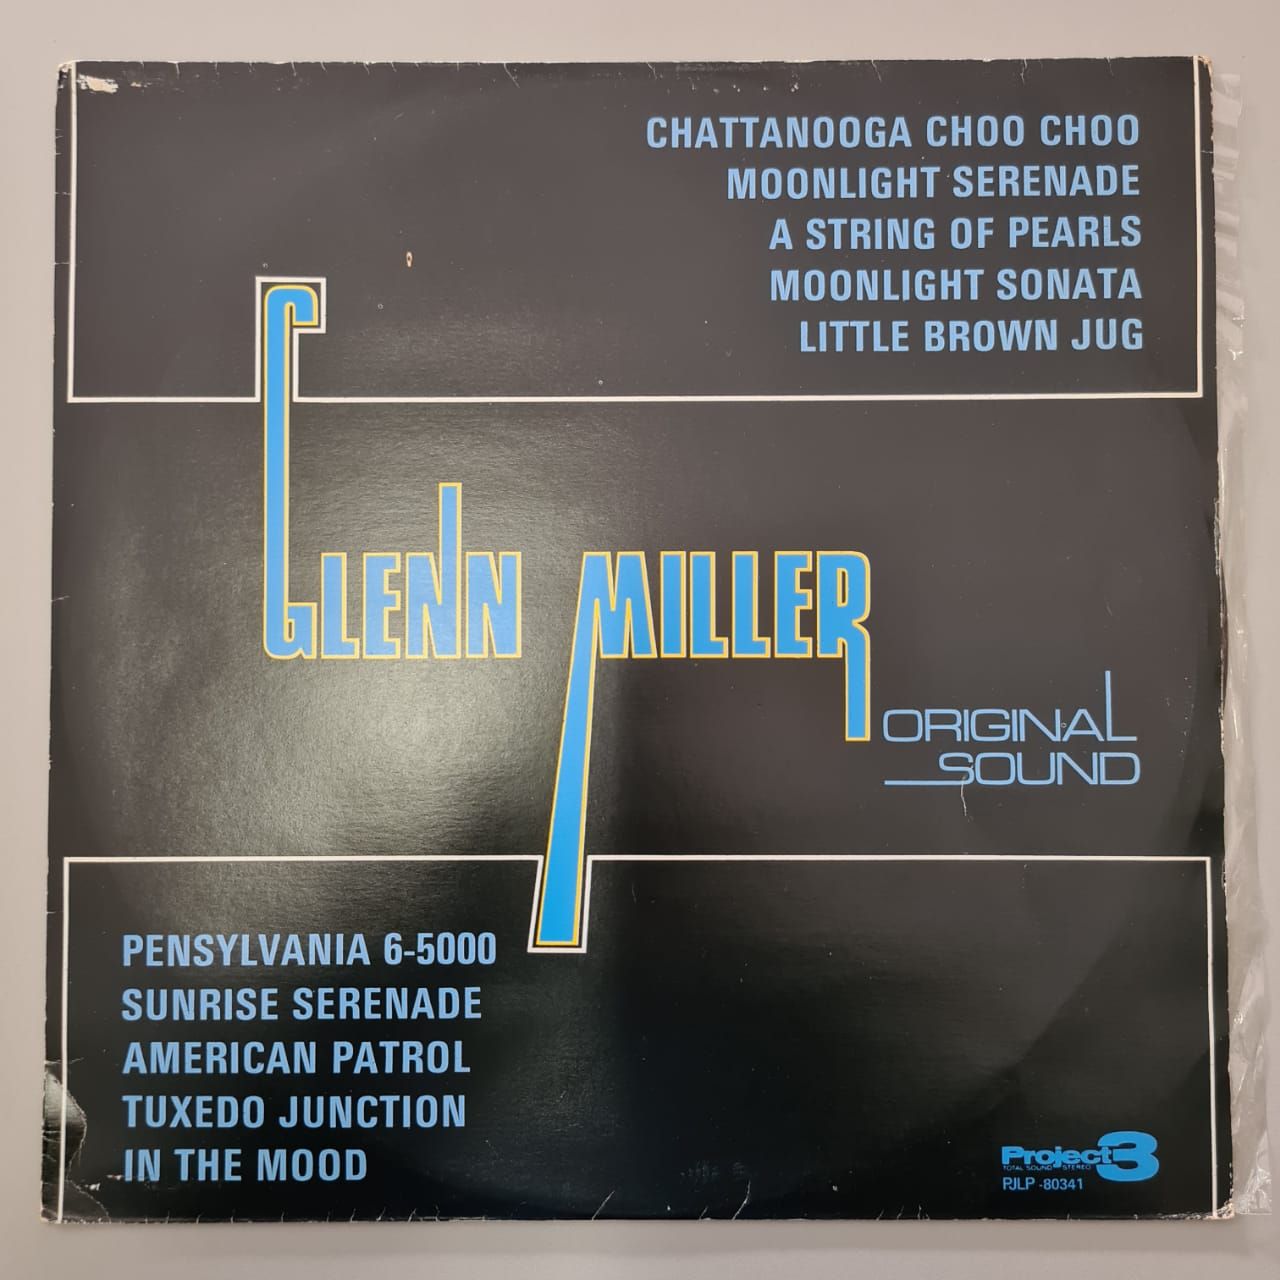 CHATTANOOGA CHOO CHOO
MOONLIGHT SERENADE
A STRING OF PEARLS
MOONLIGHT SONATA
LITTLE BROWN JUG
GLENN MILLER
ORIGINAL
SOUND
PENSYLVANIA 6-5000
SUNRISE SERENADE
AMERICAN PATROL
TUXEDO JUNCTION
IN THE MOOD
Project 3
TOTAL SOUND STEREO
PJLP -80341